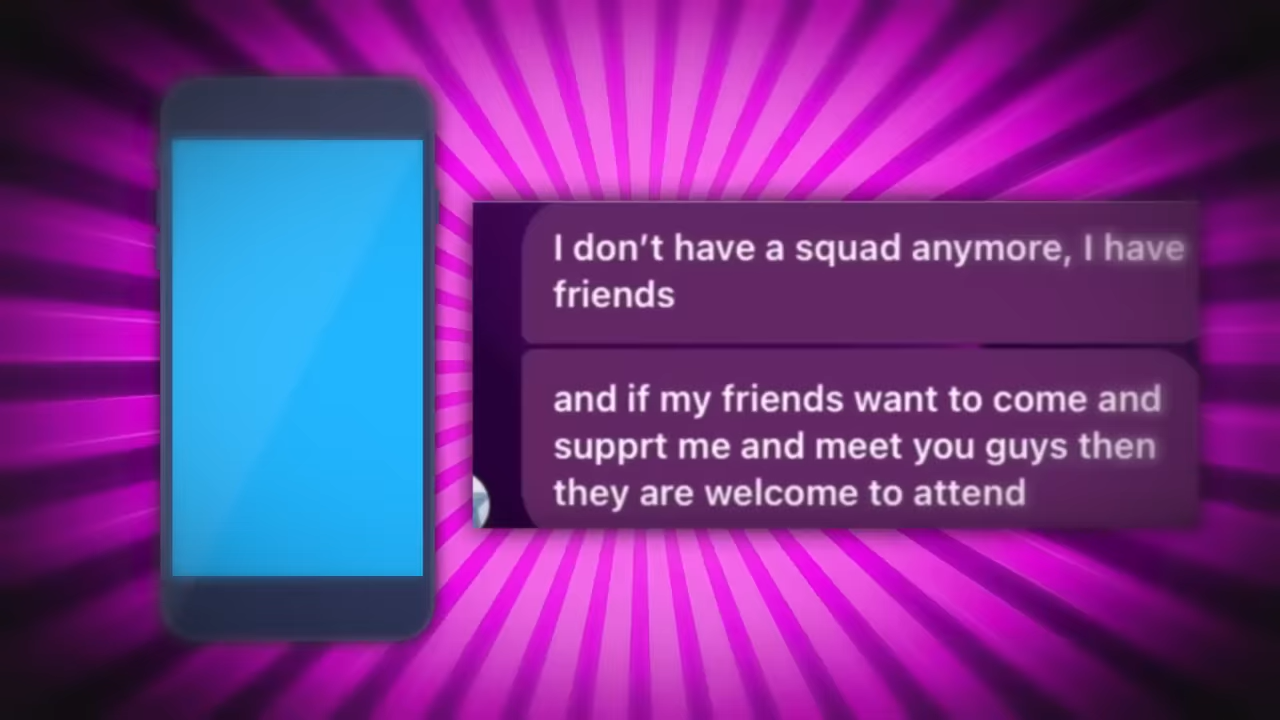 I don’t have a squad anymore, I have
friends
and if my friends want to come and
supprt me and meet you guys then
they are welcome to attend